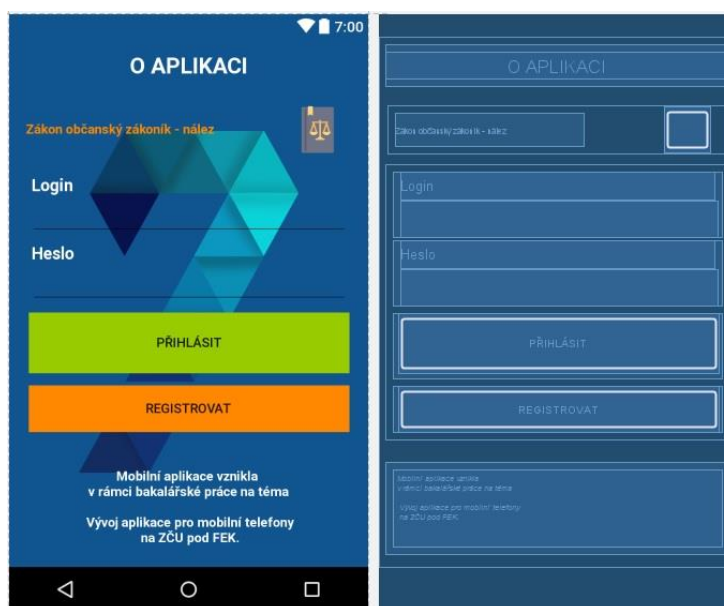 7:00
O APLIKACI
Zákon občanský zákoník - nález
Login
Heslo
PŘIHLÁSIT
REGISTROVAT
Mobilní aplikace vznikla
v rámci bakalářské práce na téma
Vývoj aplikace pro mobilní telefony
na ZČU pod FEK.
O APLIKACI
Zákon občanský zákoník - nález
Login
Heslo
PŘIHLÁSIT
REGISTROVAT
Mobilní aplikace vznikla
v rámci bakalářské práce na téma
Vývoj aplikace pro mobilní telefony
na ZČU pod FEK.